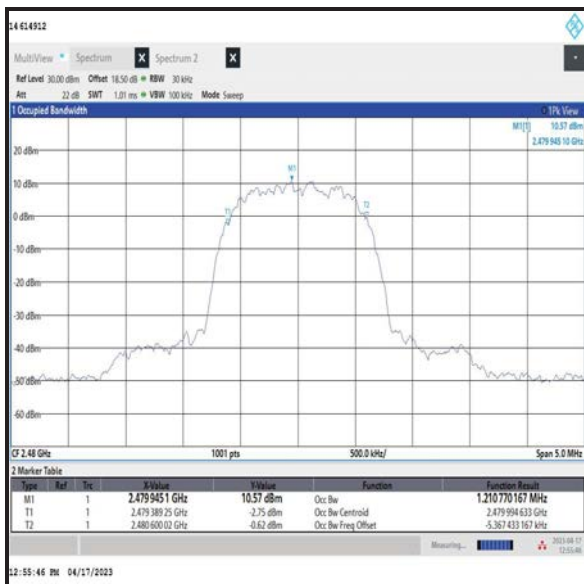 14 614912
MultiView Spectrum X Spectrum 2 X
Ref Level 30.00 dBm Offset 18.50 dB RBW 30 kHz
Att 22 dB SWT 1.01 ms VBW 100 kHz Mode Sweep
1 Occupied Bandwidth 1Pk View
M1[1] 10.57 dBm
2.479 945 10 GHz
20 dBm
M1
10 dBm
T1 T2
0 dBm
-10 dBm
-20 dBm
-30 dBm
-40 dBm
-50 dBm
-60 dBm
CF 2.48 GHz 1001 pts 500.0 kHz/ Span 5.0 MHz
2 Marker Table
Type Ref Trc X-Value Y-Value Function Function Result
M1 1 2.4799451 GHz 10.57 dBm Occ Bw 1.210 770 167 MHz
T1 1 2.479 389 25 GHz -2.75 dBm Occ Bw Centroid 2.479 994 633 GHz
T2 1 2.480 600 02 GHz -0.62 dBm Occ Bw Freq Offset -5.367 433 167 kHz
Measuring... 2023-04-17
12:55:46
12:55:46 PM 04/17/2023